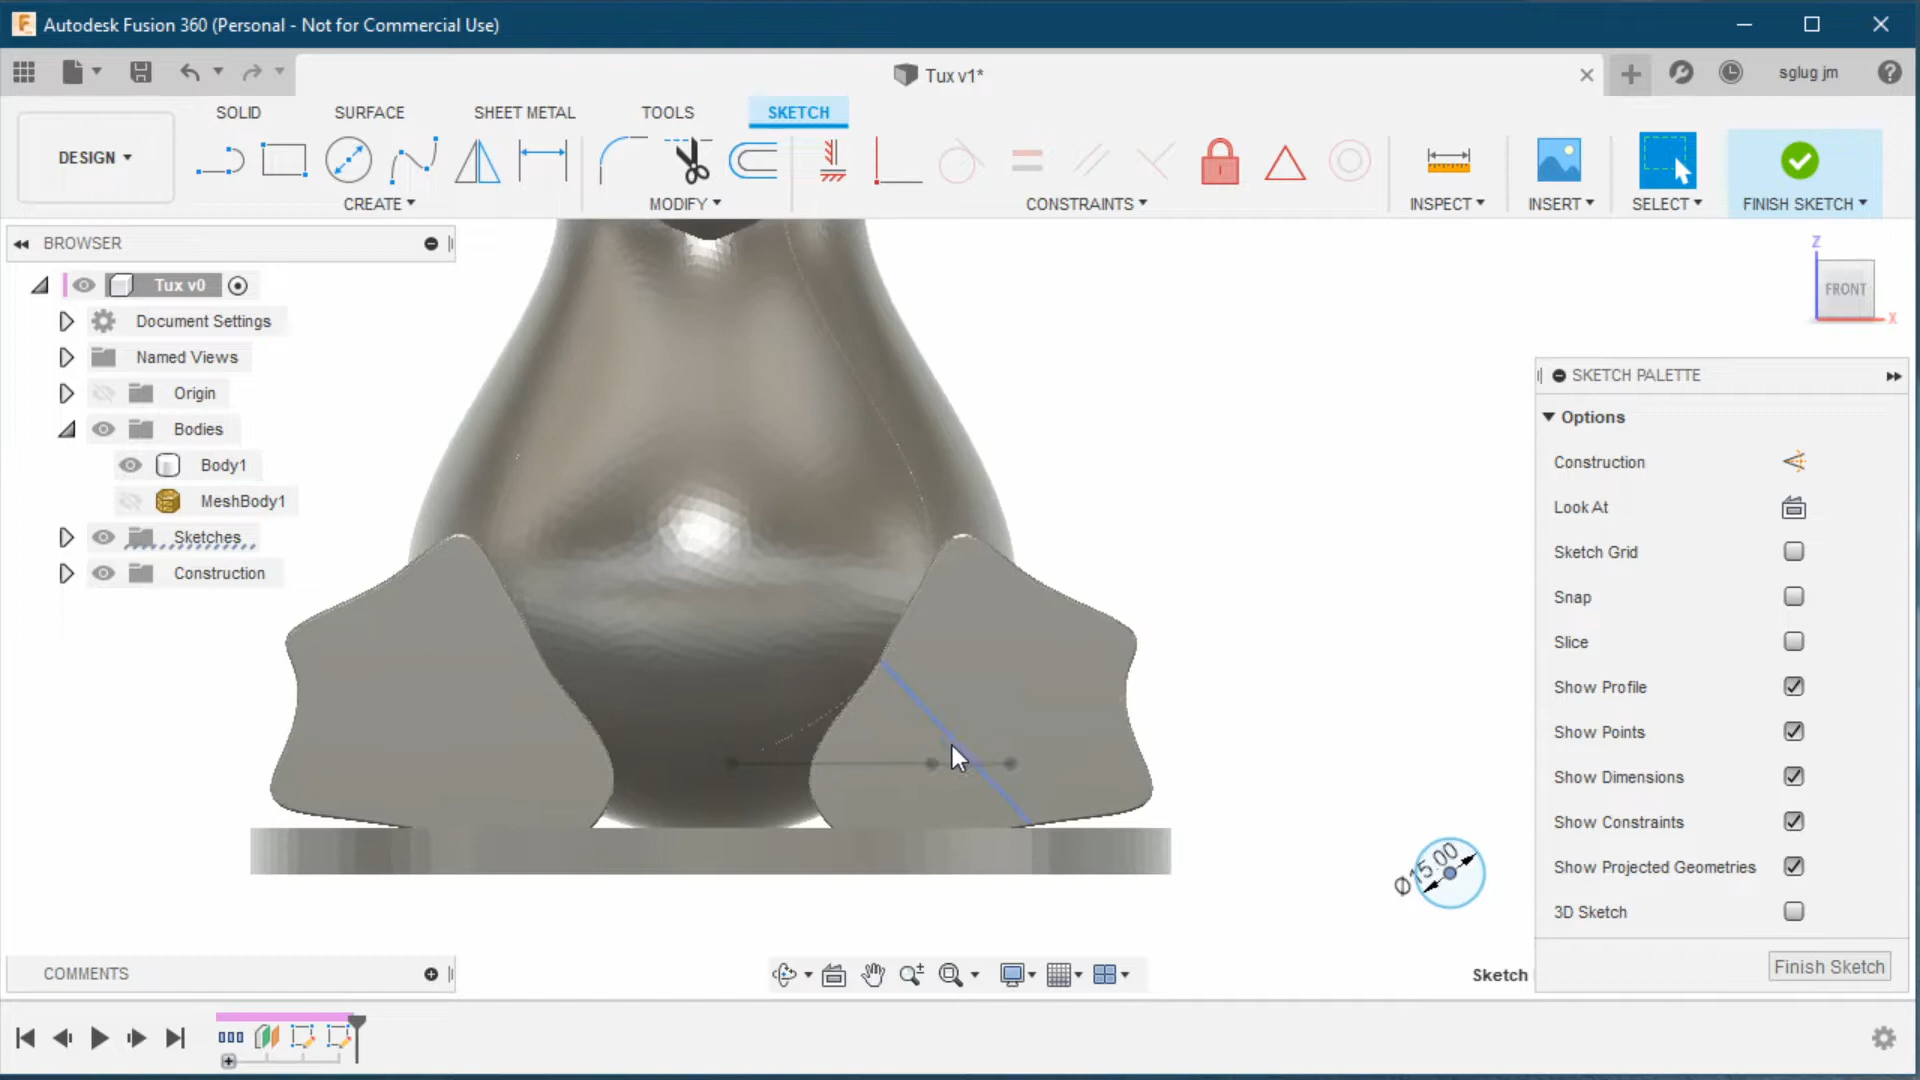 Autodesk Fusion 360 (Personal - Not for Commercial Use)
Tux v1*
sglug jm
SOLID
SURFACE
SHEET METAL
TOOLS
SKETCH
DESIGN
CREATE
MODIFY
CONSTRAINTS
INSPECT
INSERT
SELECT
FINISH SKETCH
BROWSER
Tux v0
Document Settings
Named Views
Origin
Bodies
Body1
MeshBody1
Sketches
Construction
Z
FRONT
X
SKETCH PALETTE
Options
Construction
Look At
Sketch Grid
Snap
Slice
Show Profile
Show Points
Show Dimensions
Show Constraints
Show Projected Geometries
3D Sketch
Finish Sketch
Ø15.00
COMMENTS
Sketch